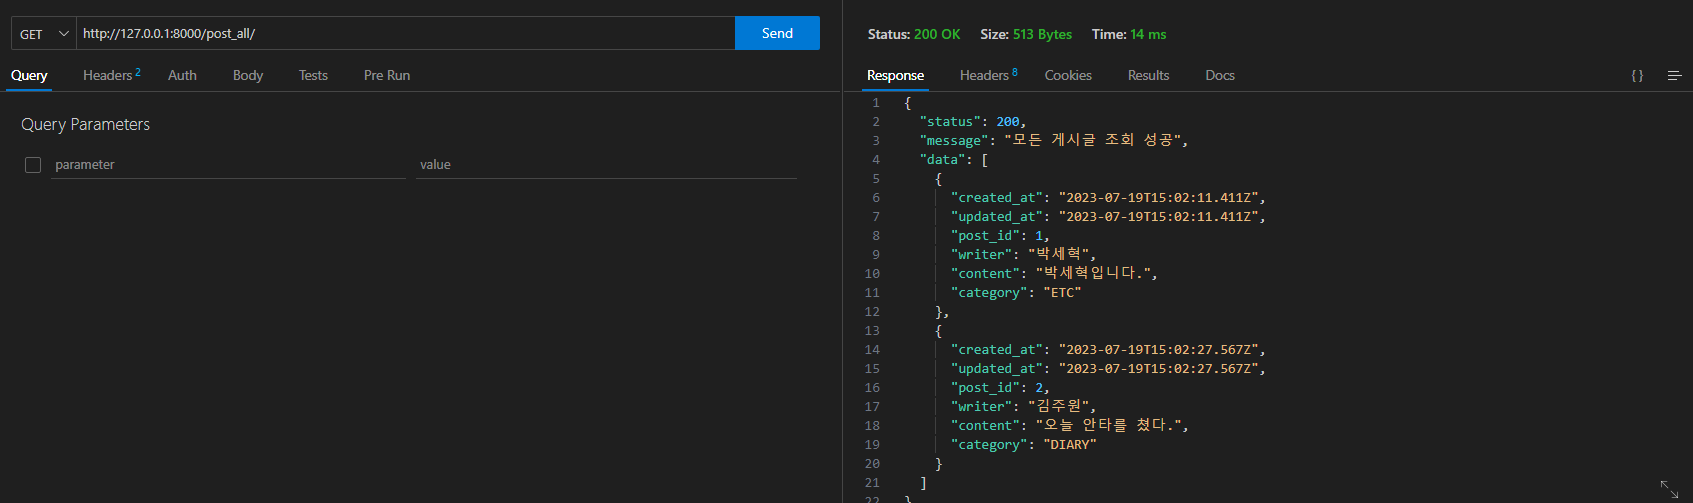 GET http://127.0.0.1:8000/post_all/ Send
Query Headers 2 Auth Body Tests Pre Run
Query Parameters
parameter value
Status: 200 OK Size: 513 Bytes Time: 14 ms
Response Headers 8 Cookies Results Docs {}
1 {
2 "status": 200,
3 "message": "모든 게시글 조회 성공",
4 "data": [
5 {
6 "created_at": "2023-07-19T15:02:11.411Z",
7 "updated_at": "2023-07-19T15:02:11.411Z",
8 "post_id": 1,
9 "writer": "박세혁",
10 "content": "박세혁입니다.",
11 "category": "ETC"
12 },
13 {
14 "created_at": "2023-07-19T15:02:27.567Z",
15 "updated_at": "2023-07-19T15:02:27.567Z",
16 "post_id": 2,
17 "writer": "김주원",
18 "content": "오늘 안타를 쳤다.",
19 "category": "DIARY"
20 }
21 ]
22 }